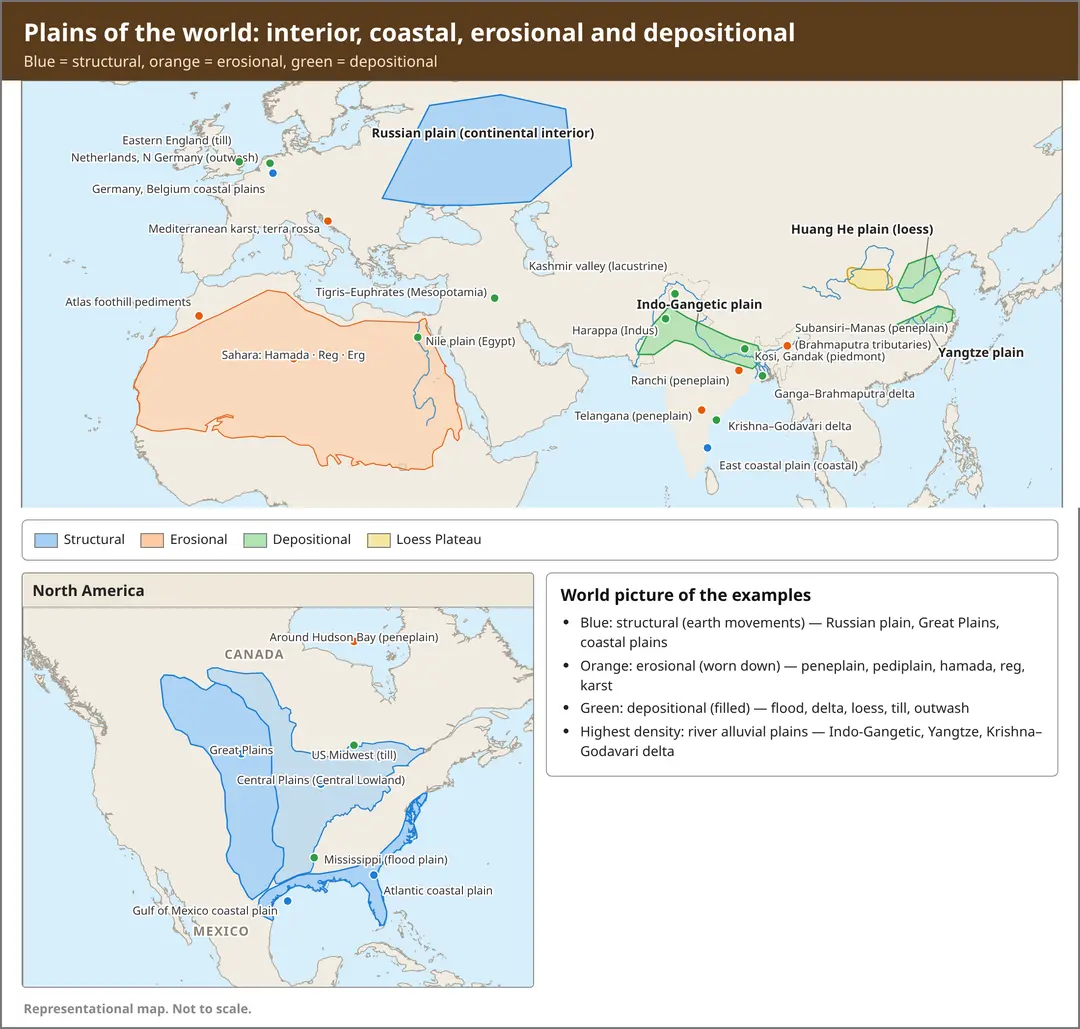 Plains of the world: interior, coastal, erosional and depositional
Blue = structural, orange = erosional, green = depositional
Russian plain (continental interior)
Eastern England (till)
Netherlands, N Germany (outwash)
Germany, Belgium coastal plains
Mediterranean karst, terra rossa
Huang He plain (loess)
Kashmir valley (lacustrine)
Tigris–Euphrates (Mesopotamia)
Atlas foothill pediments
Indo-Gangetic plain
Harappa (Indus)
Subansiri–Manas (peneplain)
(Brahmaputra tributaries)
Nile plain (Egypt)
Yangtze plain
Sahara: Hamada · Reg · Erg
Kosi, Gandak (piedmont)
Ranchi (peneplain)
Ganga–Brahmaputra delta
Telangana (peneplain)
Krishna–Godavari delta
East coastal plain (coastal)
Structural
Erosional
Depositional
Loess Plateau
North America
Around Hudson Bay (peneplain)
CANADA
Great Plains
US Midwest (till)
Central Plains (Central Lowland)
Mississippi (flood plain)
Atlantic coastal plain
Gulf of Mexico coastal plain
MEXICO
World picture of the examples
• Blue: structural (earth movements) — Russian plain, Great Plains,
coastal plains
• Orange: erosional (worn down) — peneplain, pediplain, hamada, reg,
karst
• Green: depositional (filled) — flood, delta, loess, till, outwash
• Highest density: river alluvial plains — Indo-Gangetic, Yangtze, Krishna–
Godavari delta
Representational map. Not to scale.